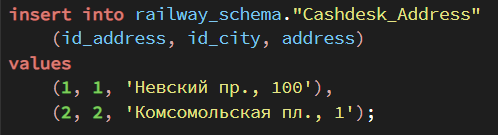 insert into railway_schema."Cashdesk_Address"
(id_address, id_city, address)
values
(1, 1, 'Невский пр., 100'),
(2, 2, 'Комсомольская пл., 1');